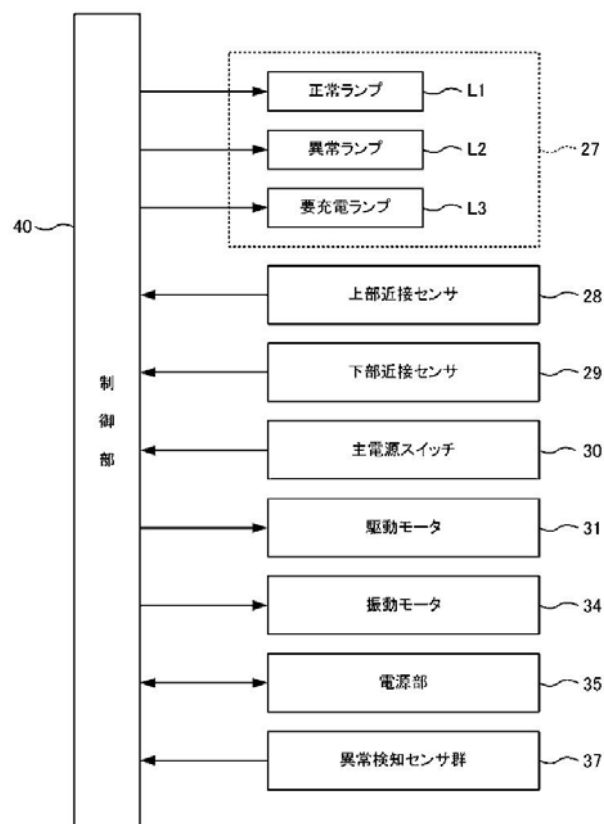 正常ランプ L1
異常ランプ L2
27
要充電ランプ L3
40
上部近接センサ 28
下部近接センサ 29
制御部
主電源スイッチ 30
駆動モータ 31
振動モータ 34
電源部 35
異常検知センサ群 37